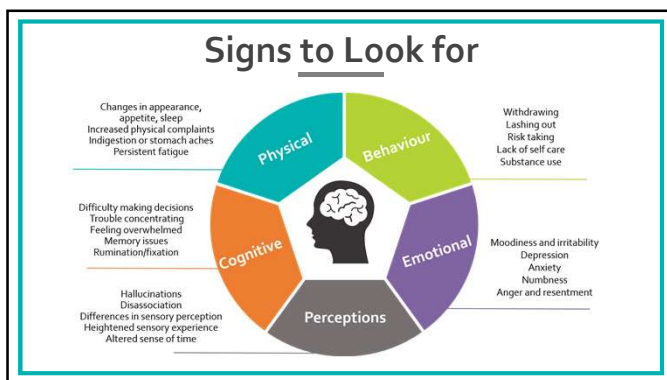 Signs to Look for
Physical
Changes in appearance,
appetite, sleep
Increased physical complaints
Indigestion or stomach aches
Persistent fatigue
Behaviour
Withdrawing
Lashing out
Risk taking
Lack of self care
Substance use
Cognitive
Difficulty making decisions
Trouble concentrating
Feeling overwhelmed
Memory issues
Rumination/fixation
Emotional
Moodiness and irritability
Depression
Anxiety
Numbness
Anger and resentment
Perceptions
Hallucinations
Disassociation
Differences in sensory perception
Heightened sensory experience
Altered sense of time